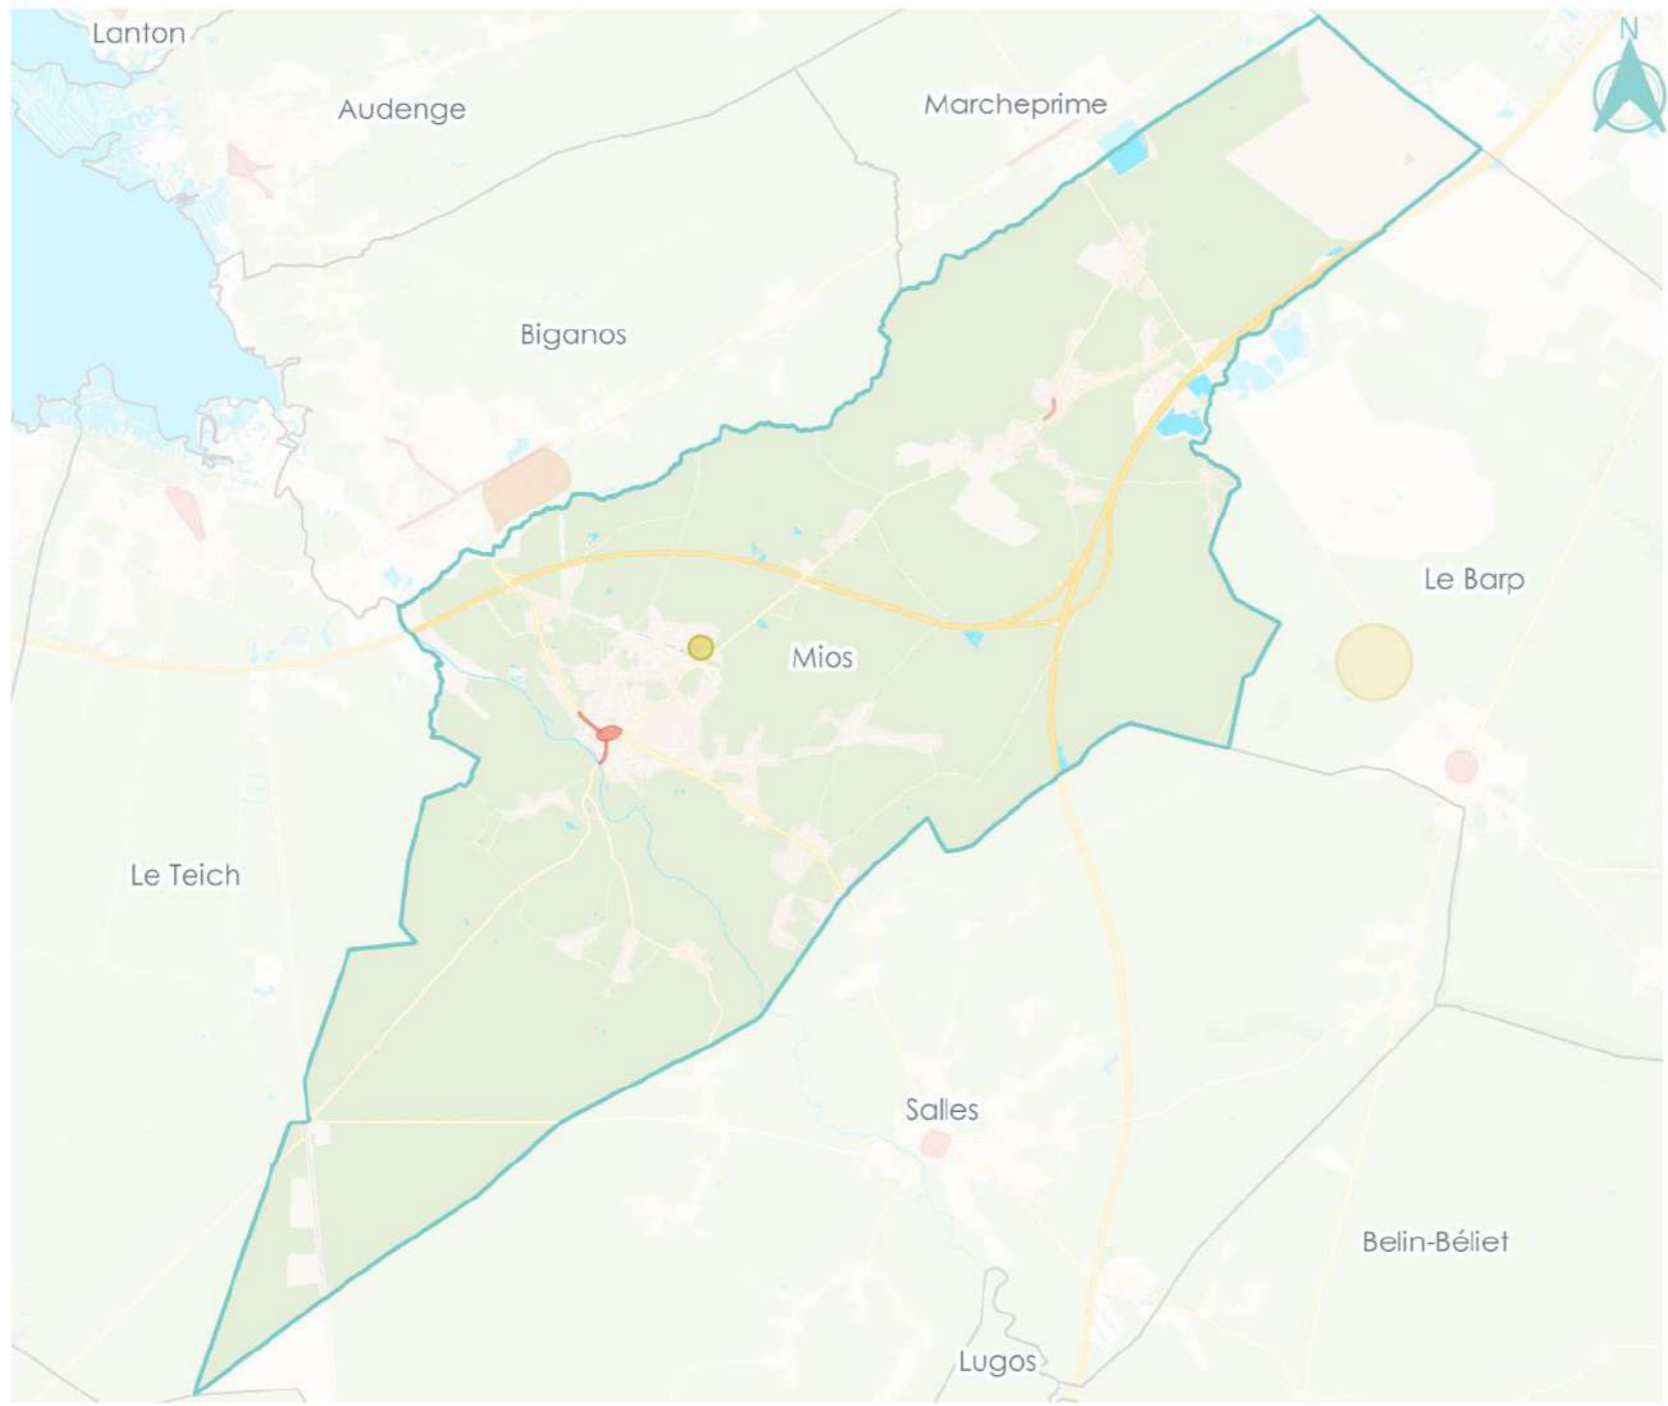 Lanton
N
Audenge
Marcheprime
Biganos
Le Barp
Mios
Le Teich
Salles
Belin-Béliet
Lugos